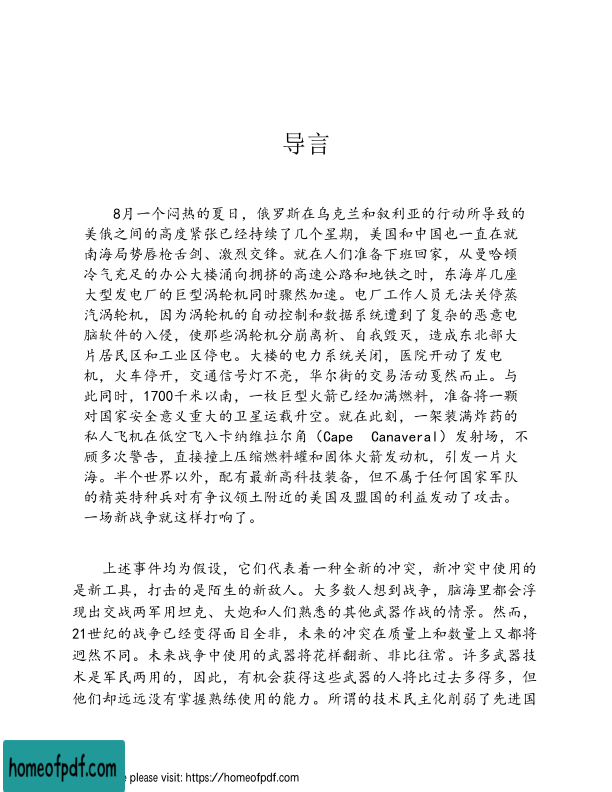 导言
8月一个闷热的夏日，俄罗斯在乌克兰和叙利亚的行动所导致的
美俄之间的高度紧张已经持续了几个星期，美国和中国也一直在就
南海局势唇枪舌剑、激烈交锋。就在人们准备下班回家，从曼哈顿
冷气充足的办公大楼涌向拥挤的高速公路和地铁之时，东海岸几座
大型发电厂的巨型涡轮机同时骤然加速。电厂工作人员无法关停蒸
汽涡轮机，因为涡轮机的自动控制和数据系统遭到了复杂的恶意电
脑软件的入侵，使那些涡轮机分崩离析、自我毁灭，造成东北部大
片居民区和工业区停电。大楼的电力系统关闭，医院开动了发电
机，火车停开，交通信号灯不亮，华尔街的交易活动戛然而止。与
此同时，1700千米以南，一枚巨型火箭已经加满燃料，准备将一颗
对国家安全意义重大的卫星运载升空。就在此刻，一架装满炸药的
私人飞机在低空飞入卡纳维拉尔角（Cape Canaveral）发射场，不
顾多次警告，直接撞上压缩燃料罐和固体火箭发动机，引发一片火
海。半个世界以外，配有最新高科技装备，但不属于任何国家军队
的精英特种兵对有争议领土附近的美国及盟国的利益发动了攻击。
一场新战争就这样打响了。
上述事件均为假设，它们代表着一种全新的冲突，新冲突中使用的
是新工具，打击的是陌生的新敌人。大多数人想到战争，脑海里都会浮
现出交战两军用坦克、大炮和人们熟悉的其他武器作战的情景。然而，
21世纪的战争已经变得面目全非，未来的冲突在质量上和数量上又都将
迥然不同。未来战争中使用的武器将花样翻新、非比往常。许多武器技
术是军民两用的，因此，有机会获得这些武器的人将比过去多得多，但
他们却远远没有掌握熟练使用的能力。所谓的技术民主化削弱了先进国
homeofpdf.com
e please visit: https://homeofpdf.com